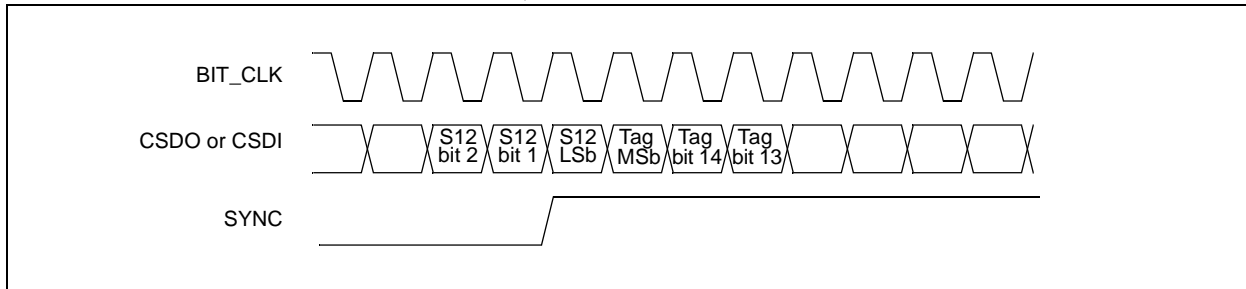 BIT_CLK
CSDO or CSDI
S12 bit 2
S12 bit 1
S12 LSb
Tag MSb
Tag bit 14
Tag bit 13
SYNC